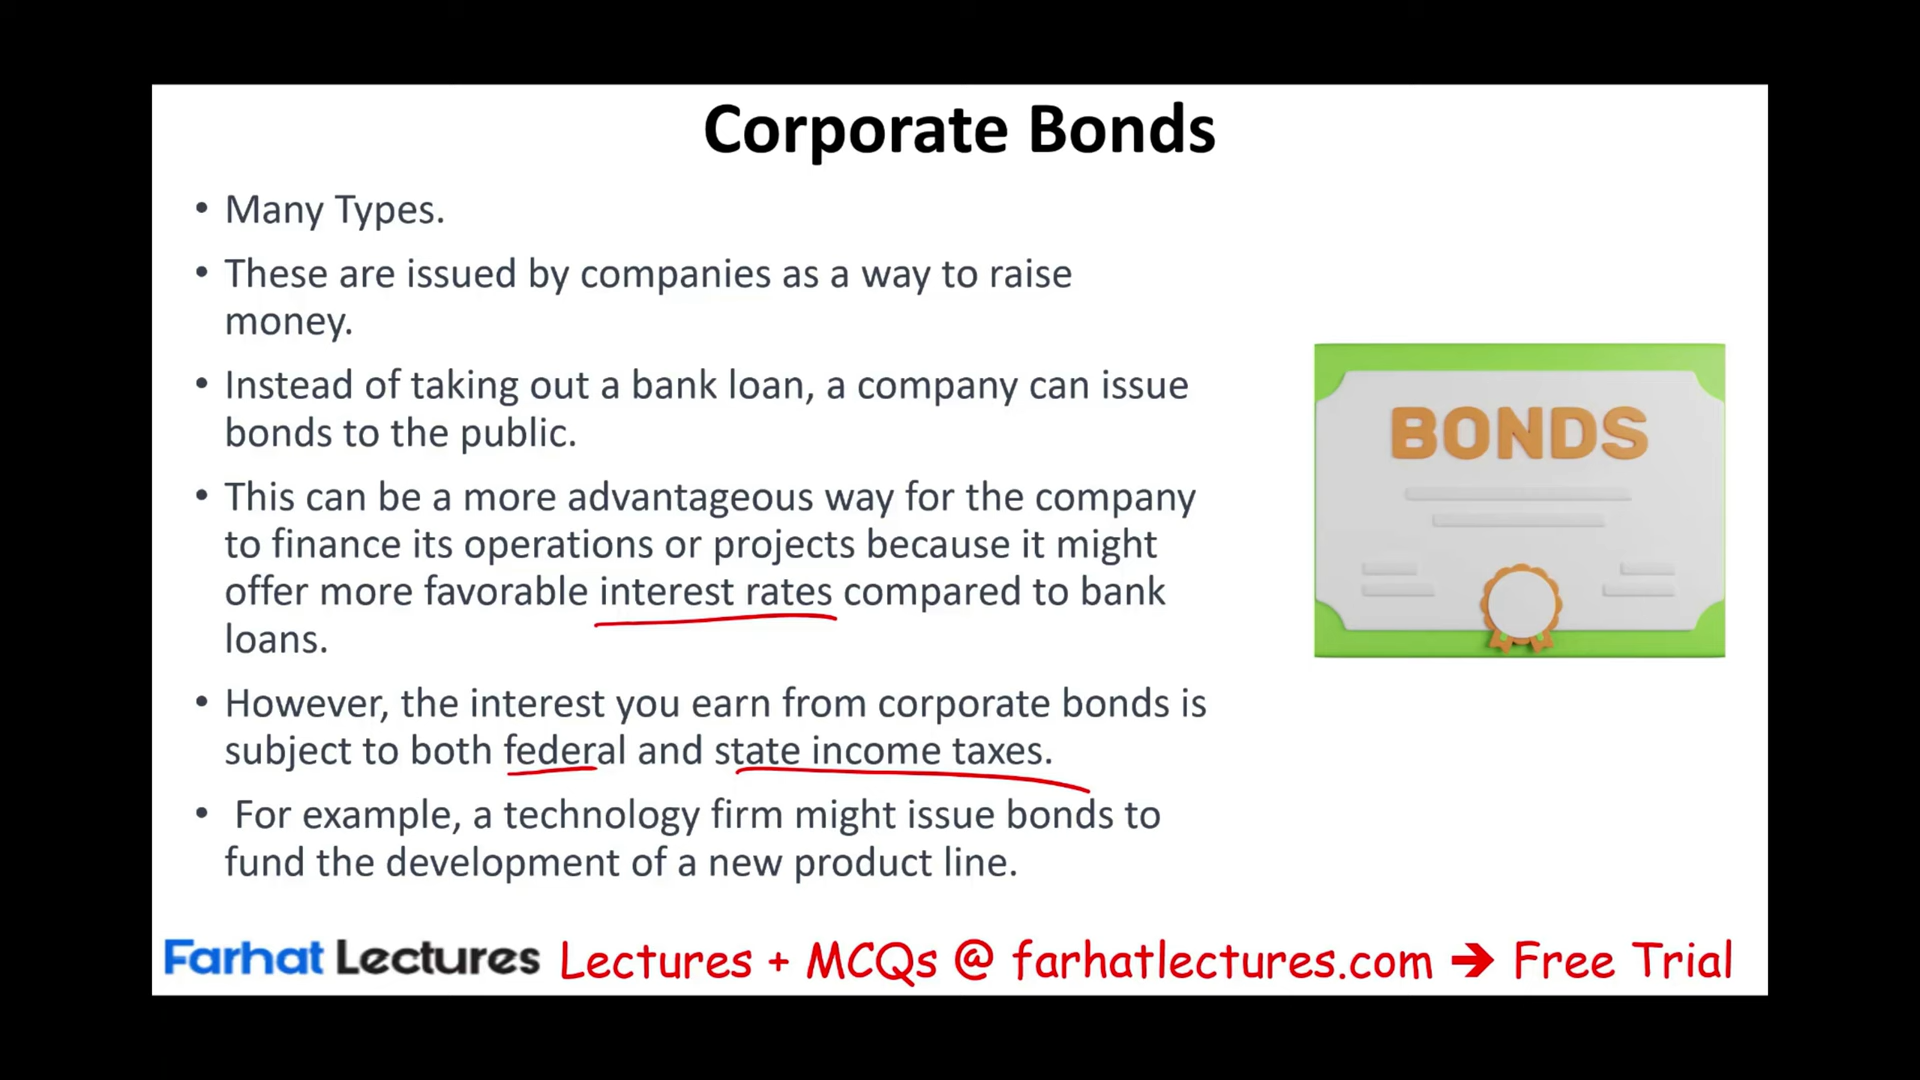 Corporate Bonds
• Many Types.
• These are issued by companies as a way to raise
money.
• Instead of taking out a bank loan, a company can issue
bonds to the public.
• This can be a more advantageous way for the company
to finance its operations or projects because it might
offer more favorable interest rates compared to bank
loans.
• However, the interest you earn from corporate bonds is
subject to both federal and state income taxes.
• For example, a technology firm might issue bonds to
fund the development of a new product line.
BONDS
Farhat Lectures Lectures + MCQs @ farhatlectures.com ➔ Free Trial